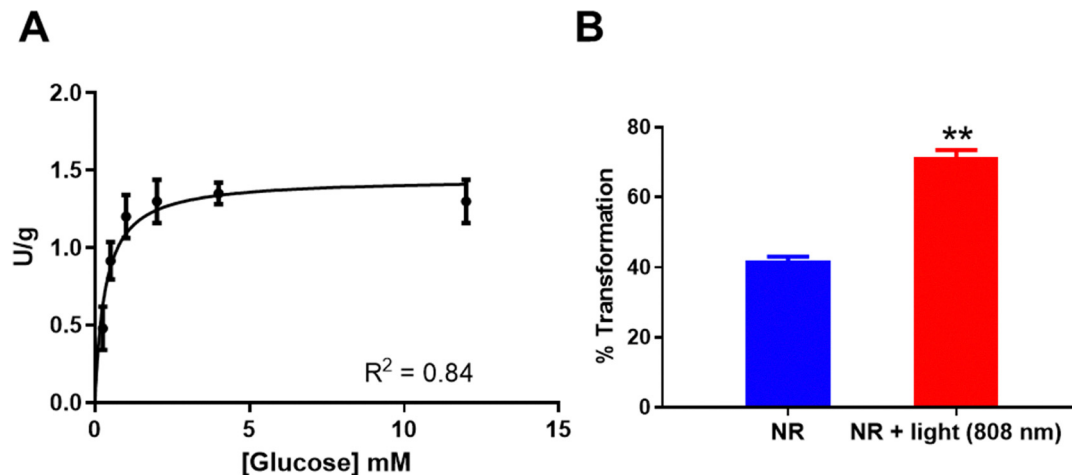 A
2.0
1.5
1.0
0.5
0.0
U/g
0
5
10
15
[Glucose] mM
R² = 0.84
B
80
60
40
20
0
% Transformation
**
NR
NR + light (808 nm)